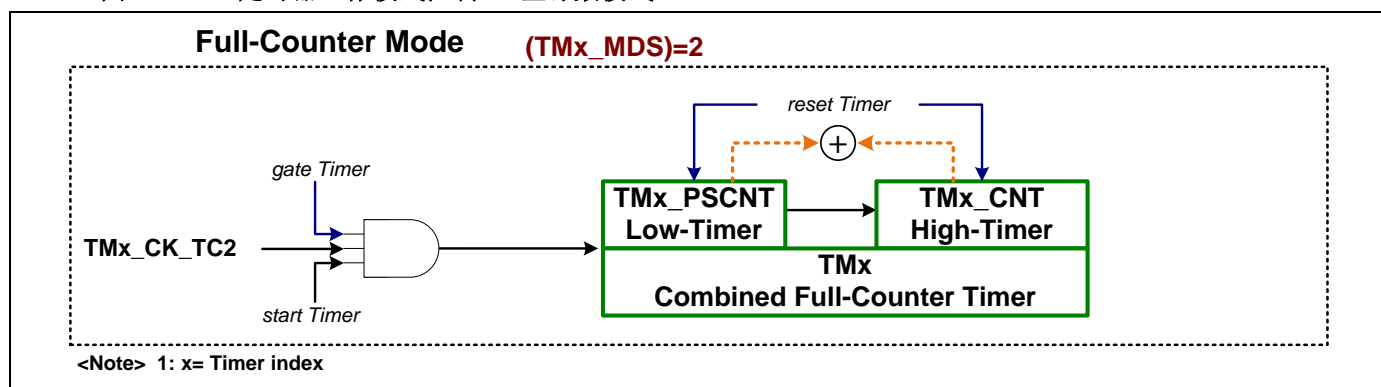 Full-Counter Mode (TMx_MDS)=2
reset Timer
+
gate Timer
TMx_PSCNT
Low-Timer
TMx_CNT
High-Timer
TMx_CK_TC2
TMx
Combined Full-Counter Timer
start Timer
<Note> 1: x= Timer index